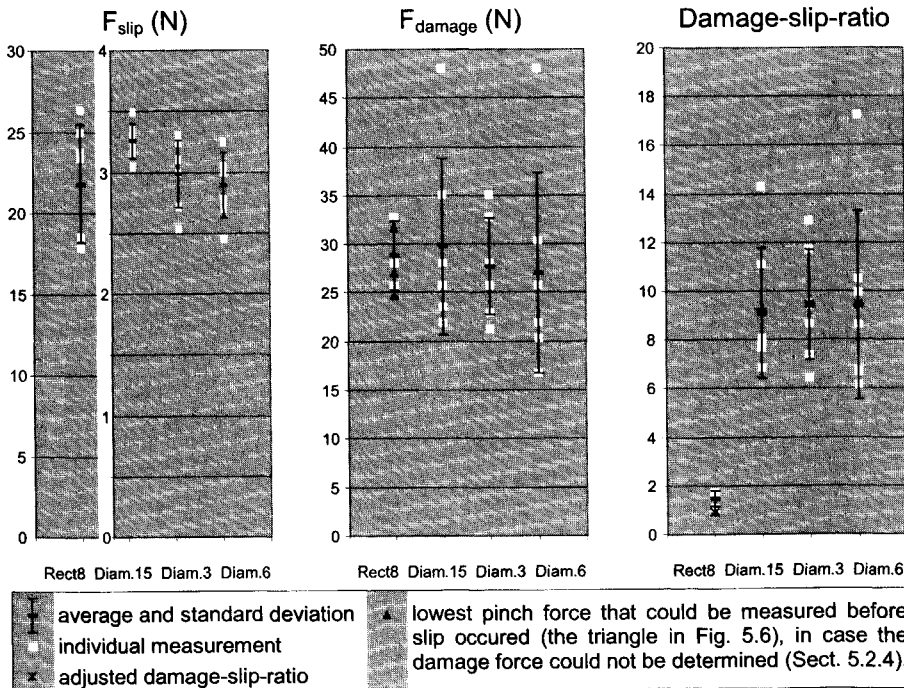 F_slip (N)
30
25
20
15
10
5
0
4
3
2
1
0
Rect8 Diam.15 Diam.3 Diam.6
F_damage (N)
50
45
40
35
30
25
20
15
10
5
0
Rect8 Diam.15 Diam.3 Diam.6
Damage-slip-ratio
20
18
16
14
12
10
8
6
4
2
0
Rect8 Diam.15 Diam.3 Diam.6
average and standard deviation
individual measurement
adjusted damage-slip-ratio
lowest pinch force that could be measured before
slip occured (the triangle in Fig. 5.6), in case the
damage force could not be determined (Sect. 5.2.4).